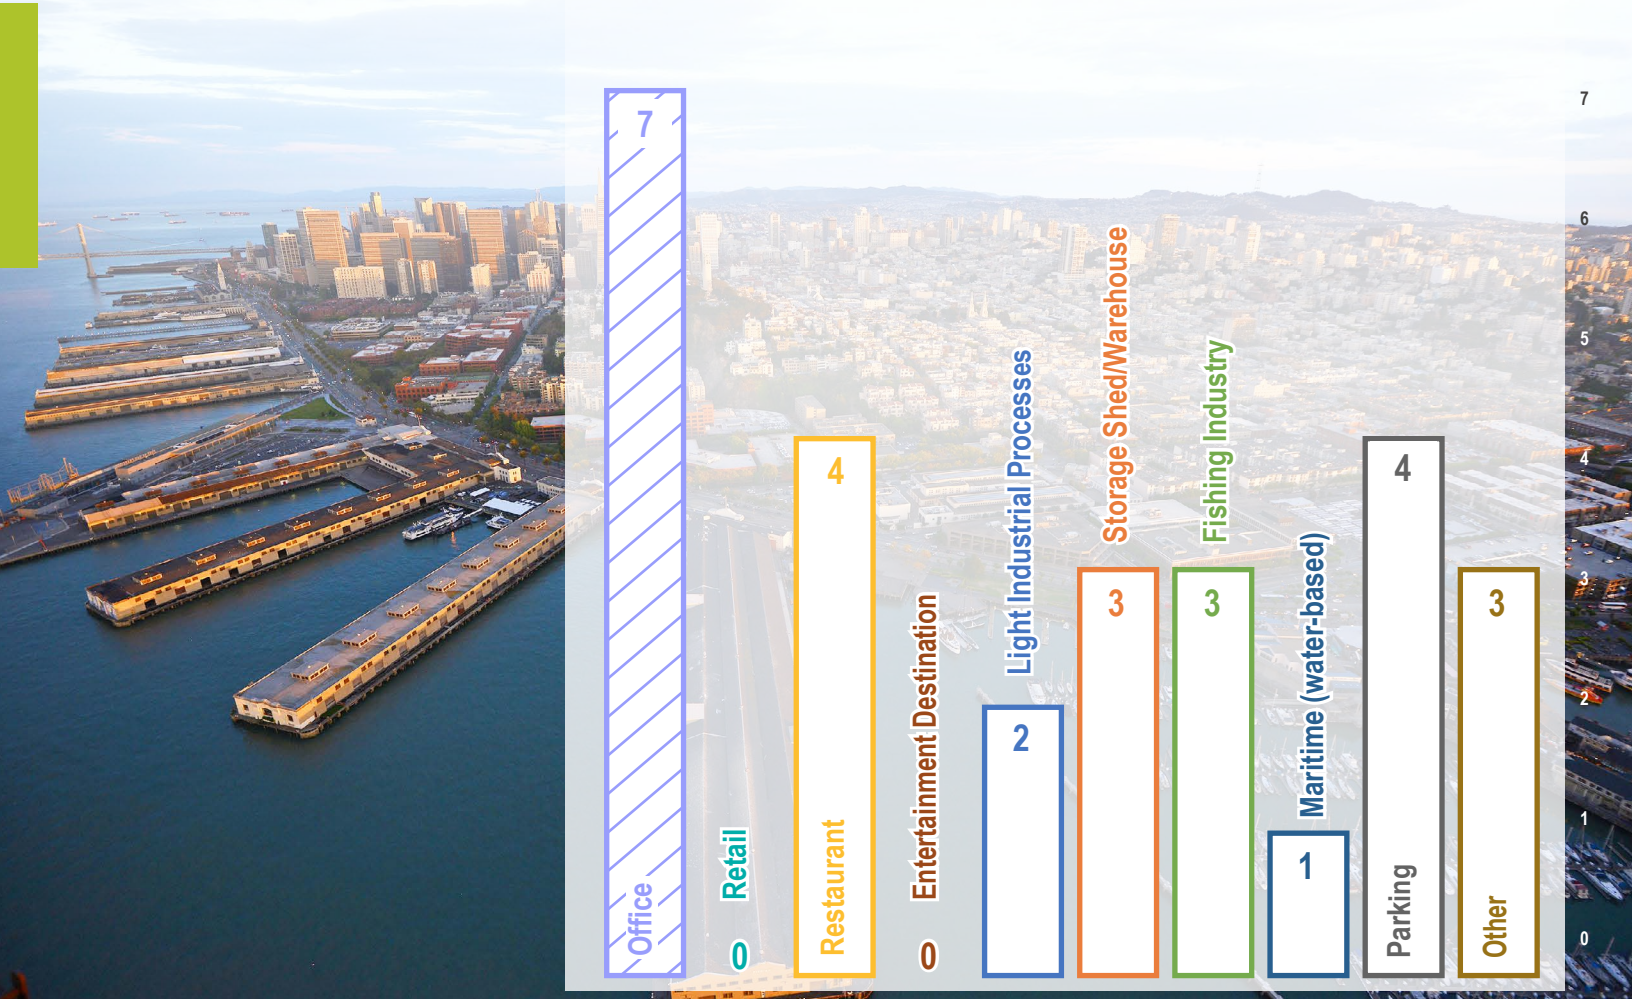 7
Office
0
Retail
4
Restaurant
0
Entertainment Destination
2
Light Industrial Processes
3
Storage Shed/Warehouse
3
Fishing Industry
1
Maritime (water-based)
4
Parking
3
Other
7
6
5
4
3
2
1
0